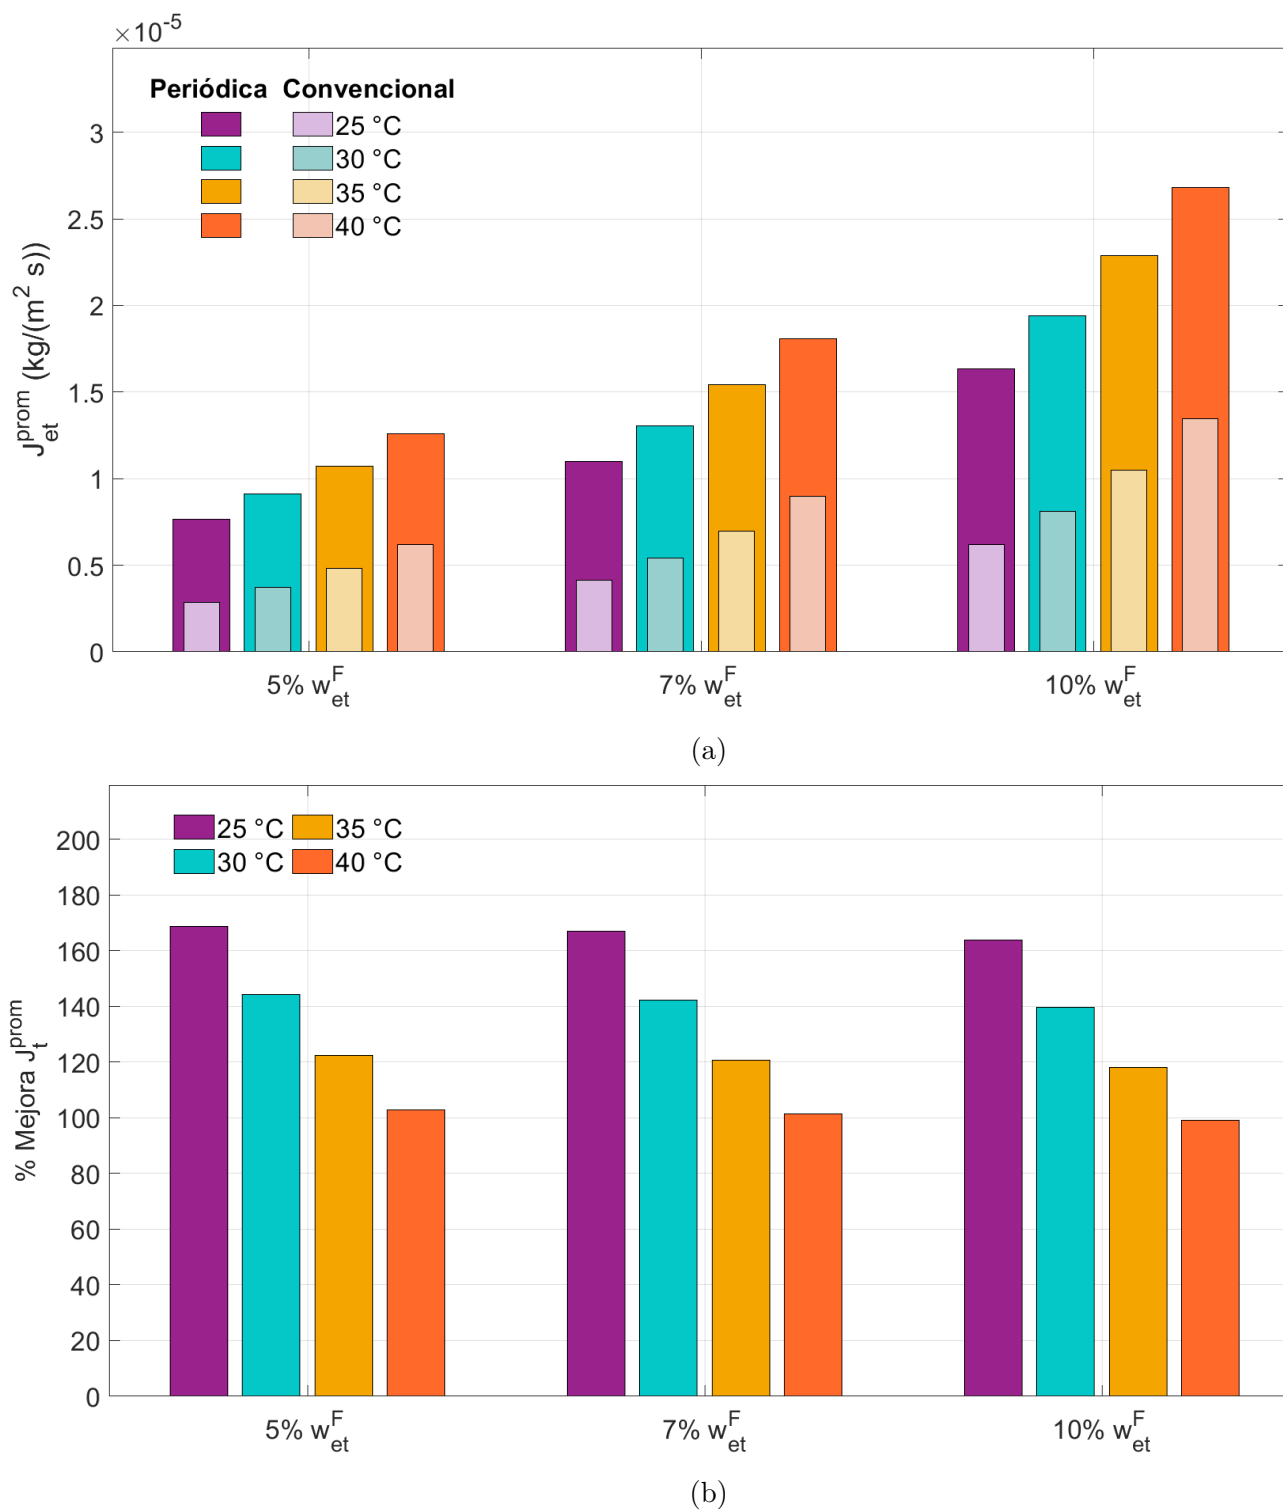 ×10⁻⁵
Periódica Convencional
25 °C
30 °C
35 °C
40 °C
3
2.5
2
1.5
1
0.5
0
J_et^prom (kg/(m² s))
5% w_et^F 7% w_et^F 10% w_et^F
(a)
25 °C 35 °C
30 °C 40 °C
200
180
160
140
120
100
80
60
40
20
0
% Mejora J_t^prom
5% w_et^F 7% w_et^F 10% w_et^F
(b)